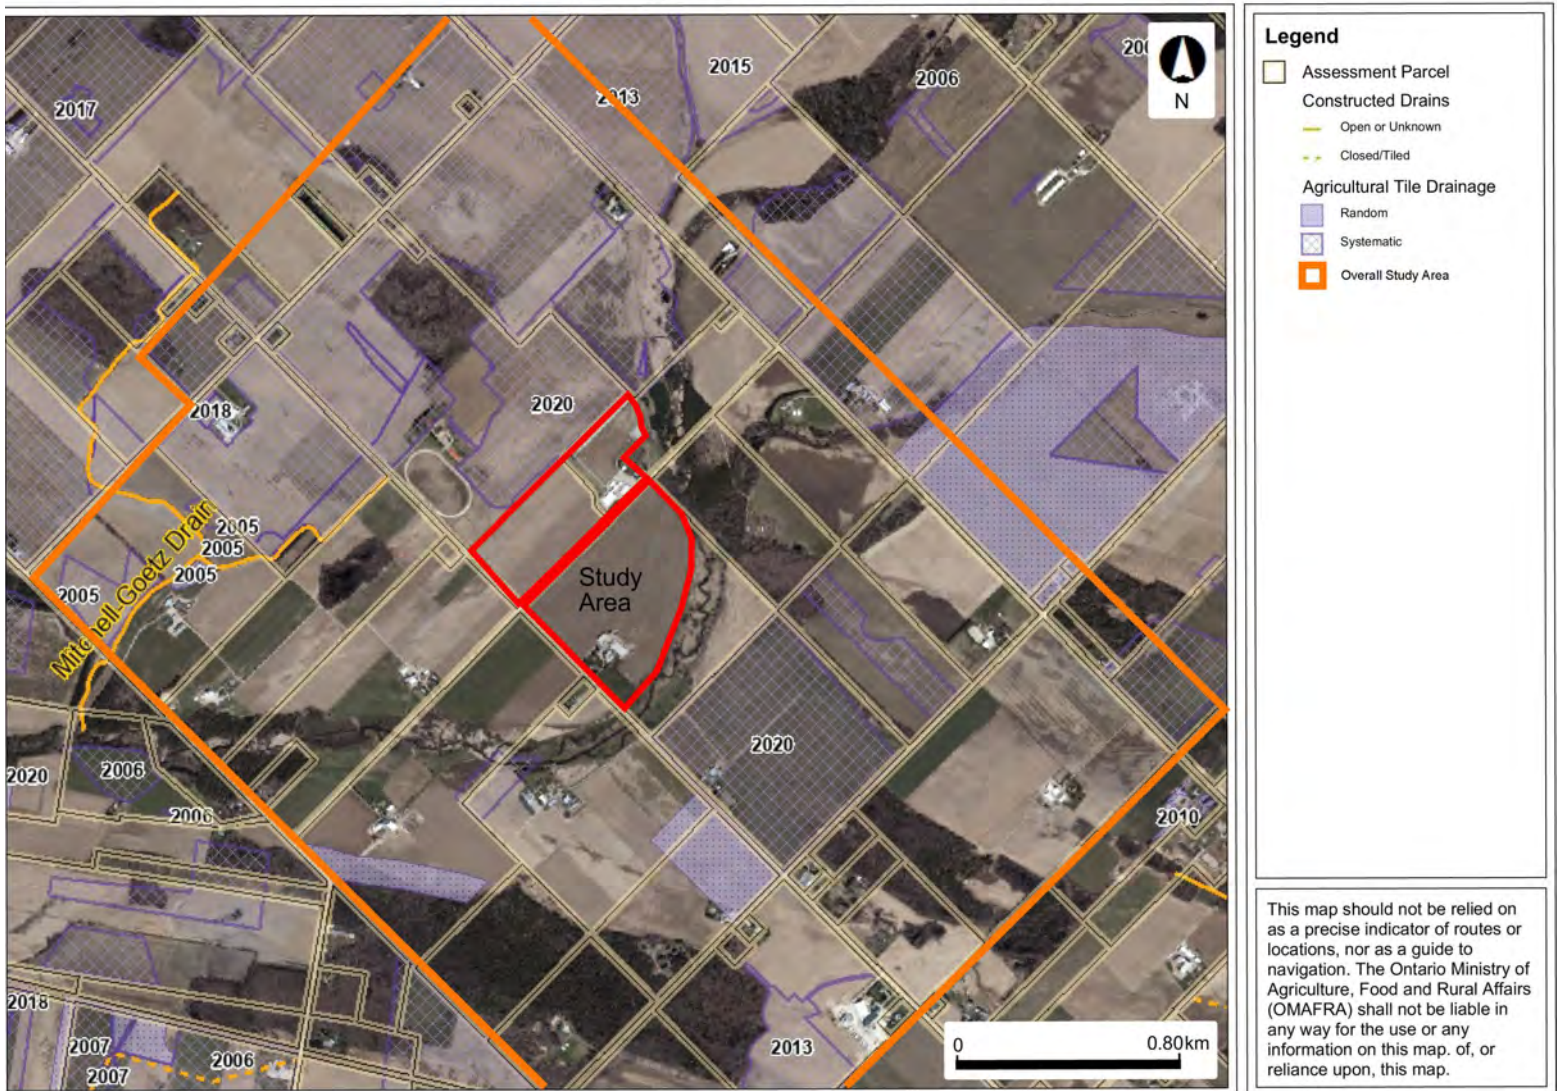 2015
2006
200
2013
2017
N
2018
2020
2005
2005
2005
2005
Mitchell-Goetz Drain
Study
Area
2020
2020
2006
2006
2010
2018
2007
2006
2007
2013
0
0.80km
Legend
Assessment Parcel
Constructed Drains
Open or Unknown
Closed/Tiled
Agricultural Tile Drainage
Random
Systematic
Overall Study Area
This map should not be relied on
as a precise indicator of routes or
locations, nor as a guide to
navigation. The Ontario Ministry of
Agriculture, Food and Rural Affairs
(OMAFRA) shall not be liable in
any way for the use or any
information on this map. of, or
reliance upon, this map.